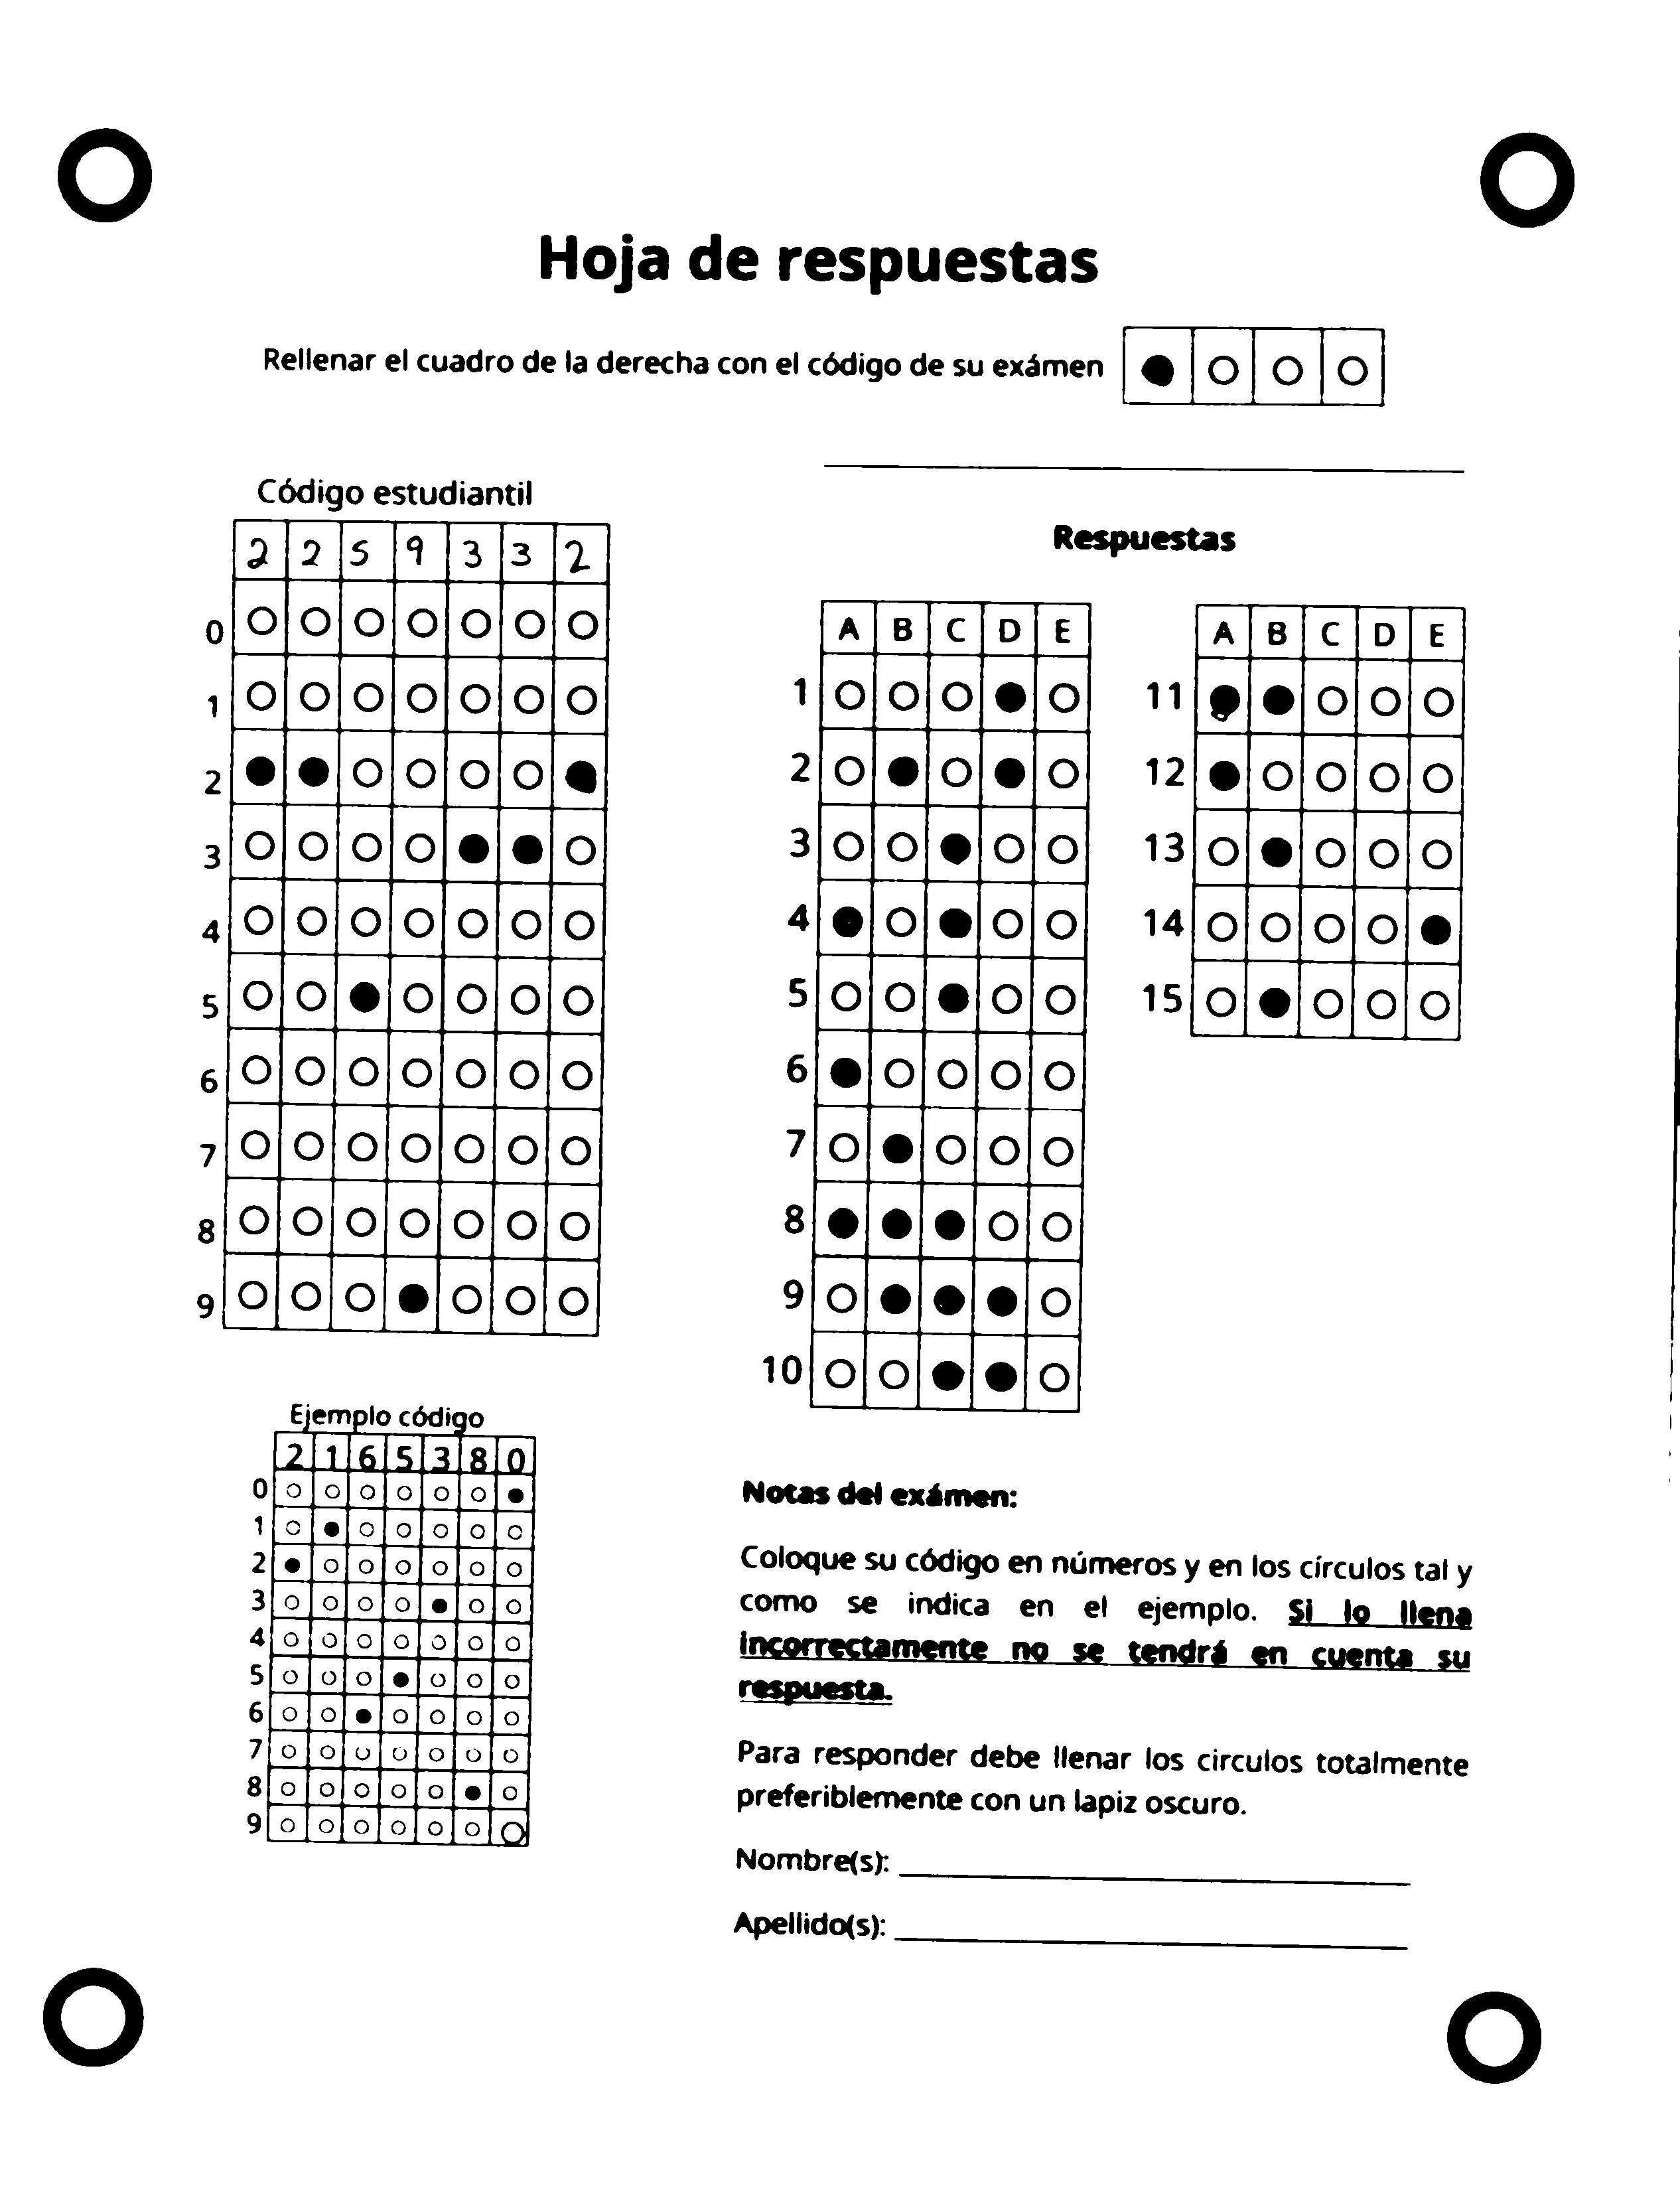 Hoja de respuestas
Rellenar el cuadro de la derecha con el código de su exámen
Código estudiantil
2 2 5 9 3 3 2
0
1
2
3
4
5
6
7
8
9
Respuestas
A B C D E
1
2
3
4
5
6
7
8
9
10
A B C D E
11
12
13
14
15
Ejemplo código
2 1 6 5 3 8 0
0
1
2
3
4
5
6
7
8
9
Notas del exámen:
Coloque su código en números y en los círculos tal y
como se indica en el ejemplo. Si lo llena
incorrectamente no se tendrá en cuenta su
respuesta.
Para responder debe llenar los circulos totalmente
preferiblemente con un lapiz oscuro.
Nombre(s):
Apellido(s):